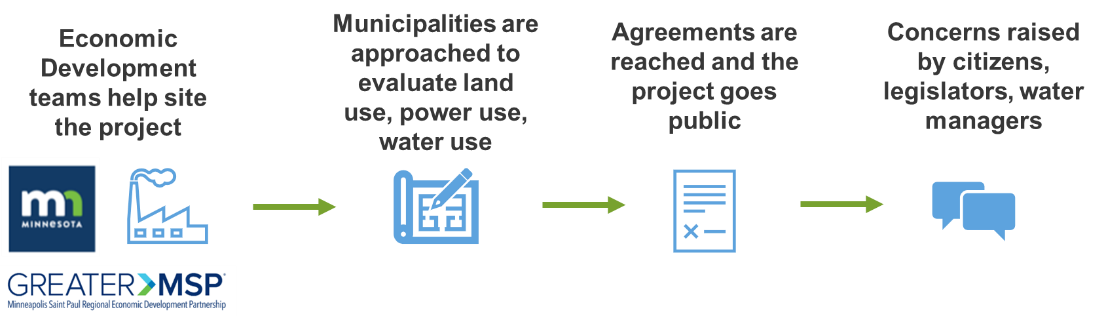 Economic
Development
teams help site
the project
Municipalities are
approached to
evaluate land
use, power use,
water use
Agreements are
reached and the
project goes
public
Concerns raised
by citizens,
legislators, water
managers
mn
MINNESOTA
GREATER MSP
Minneapolis Saint Paul Regional Economic Development Partnership